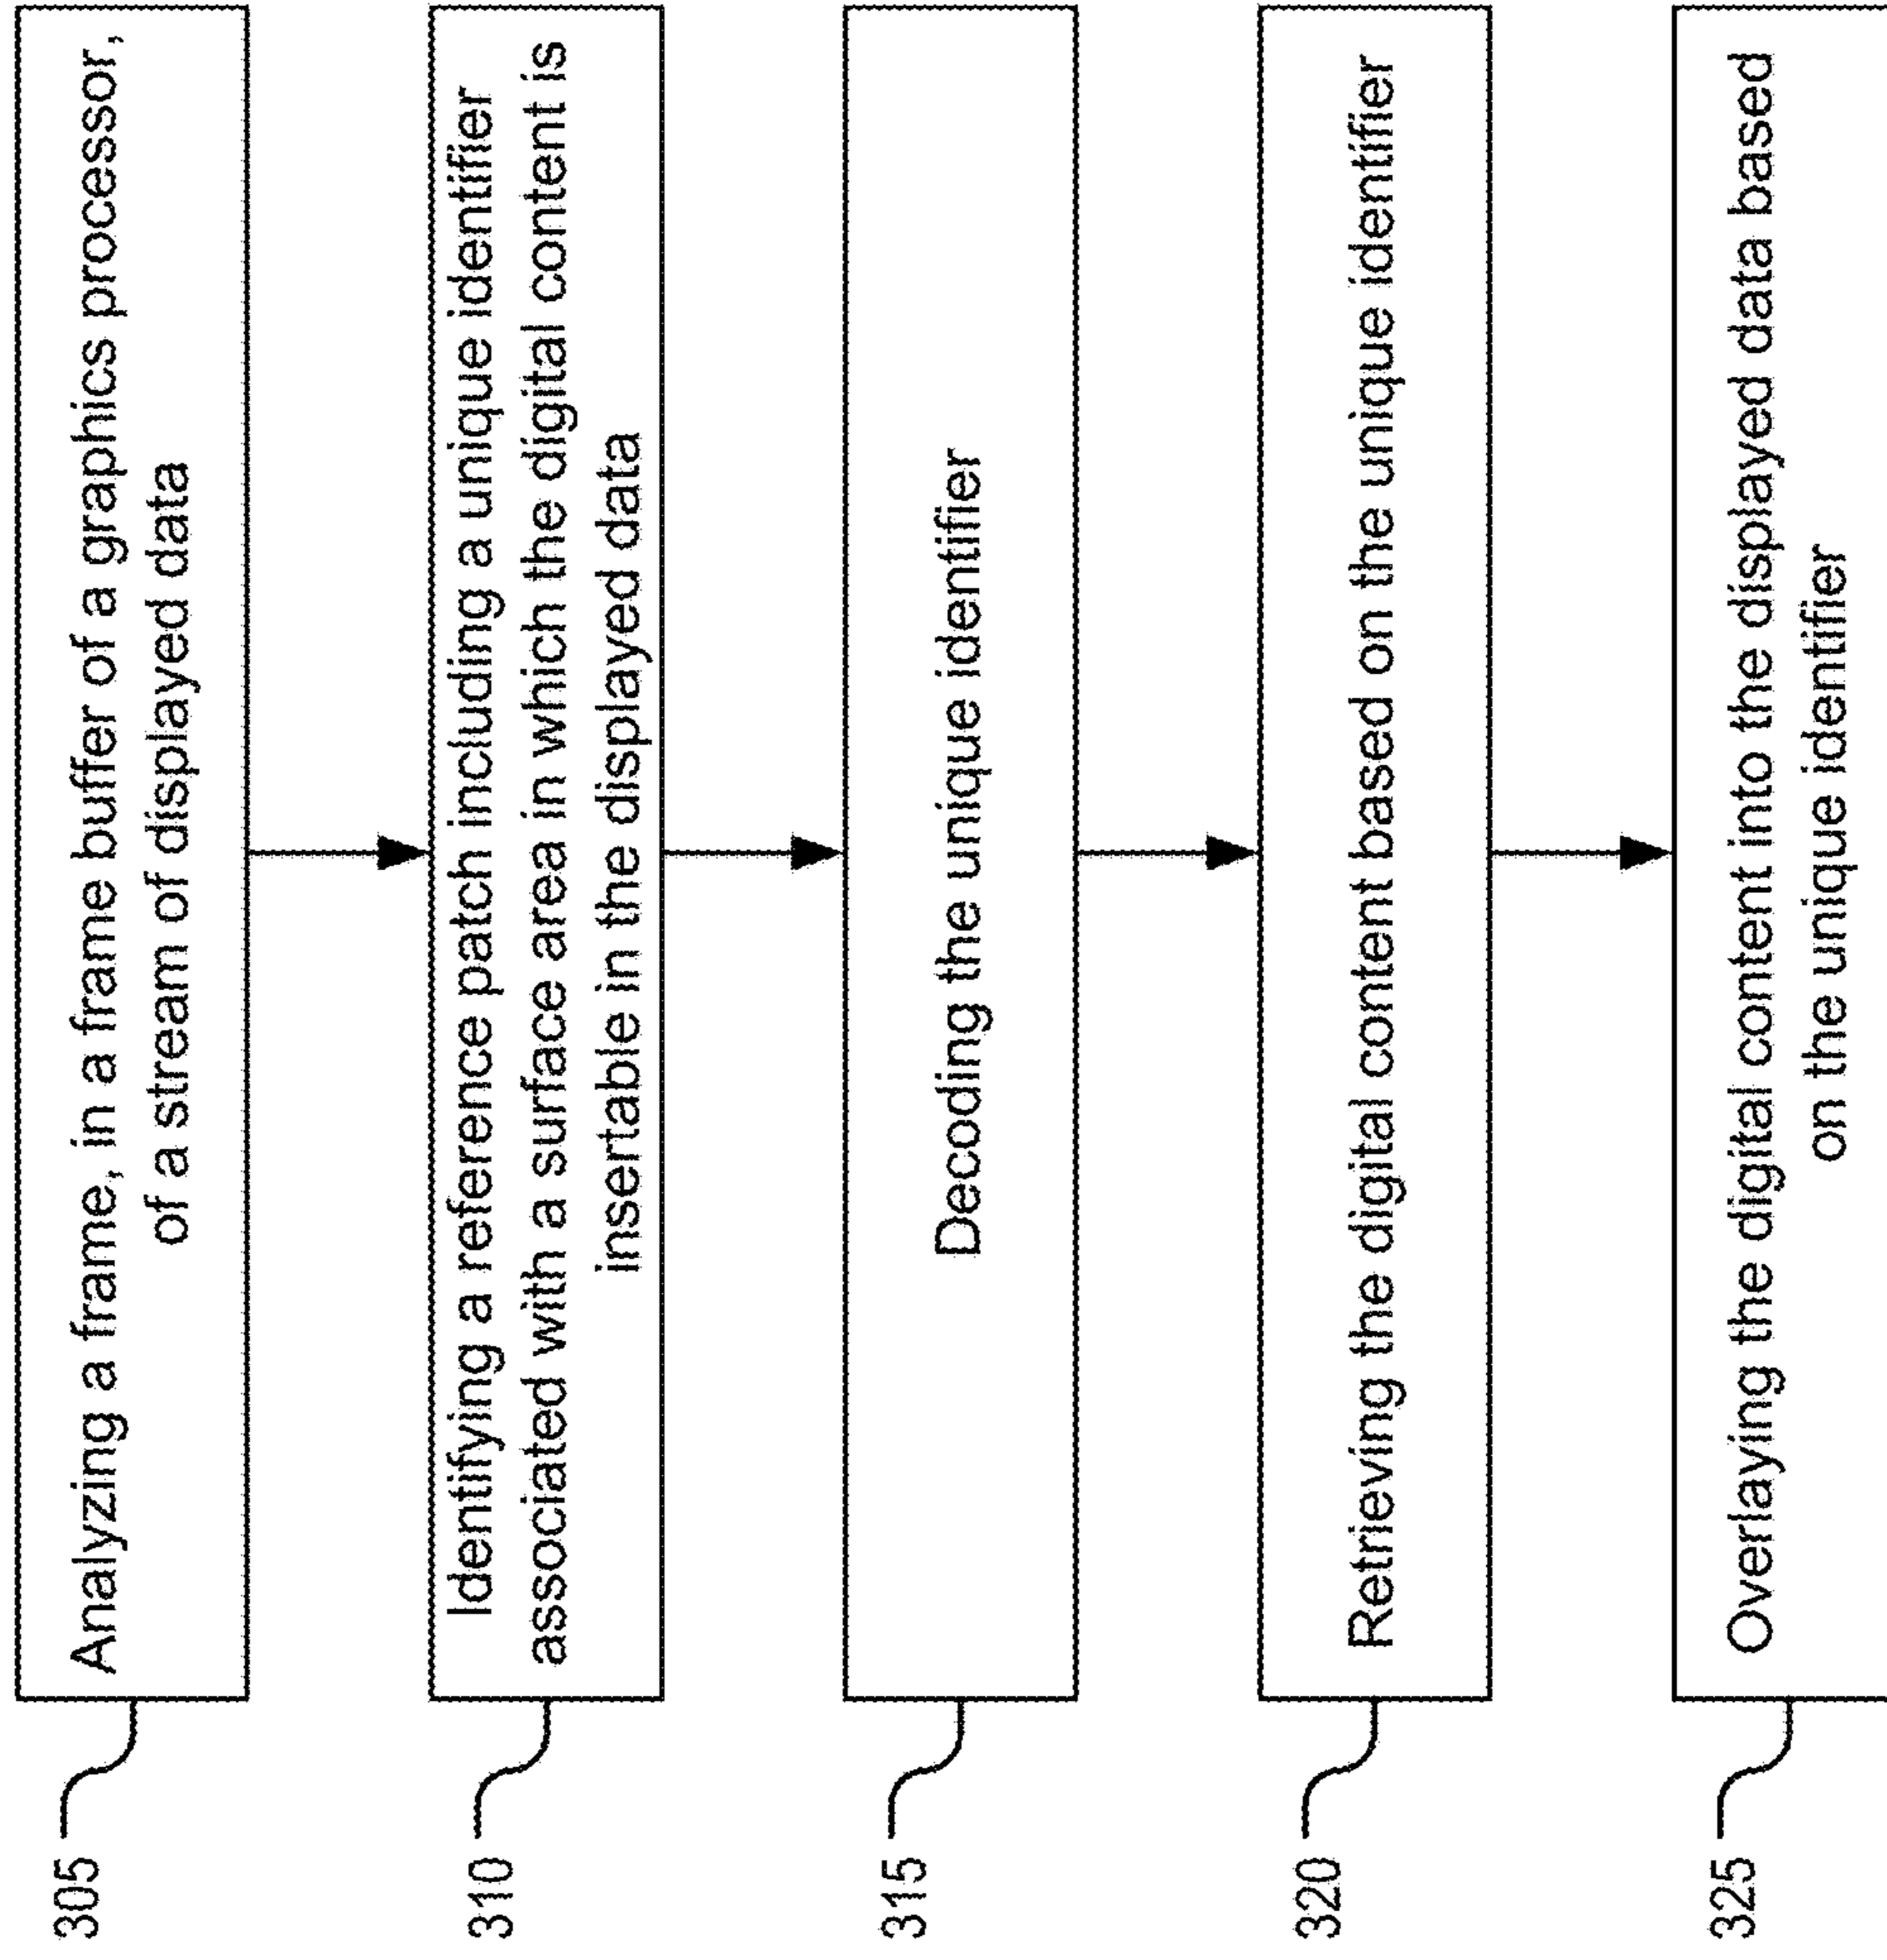 305
Analyzing a frame, in a frame buffer of a graphics processor,
of a stream of displayed data
310
Identifying a reference patch including a unique identifier
associated with a surface area in which the digital content is
insertable in the displayed data
315
Decoding the unique identifier
320
Retrieving the digital content based on the unique identifier
325
Overlaying the digital content into the displayed data based
on the unique identifier